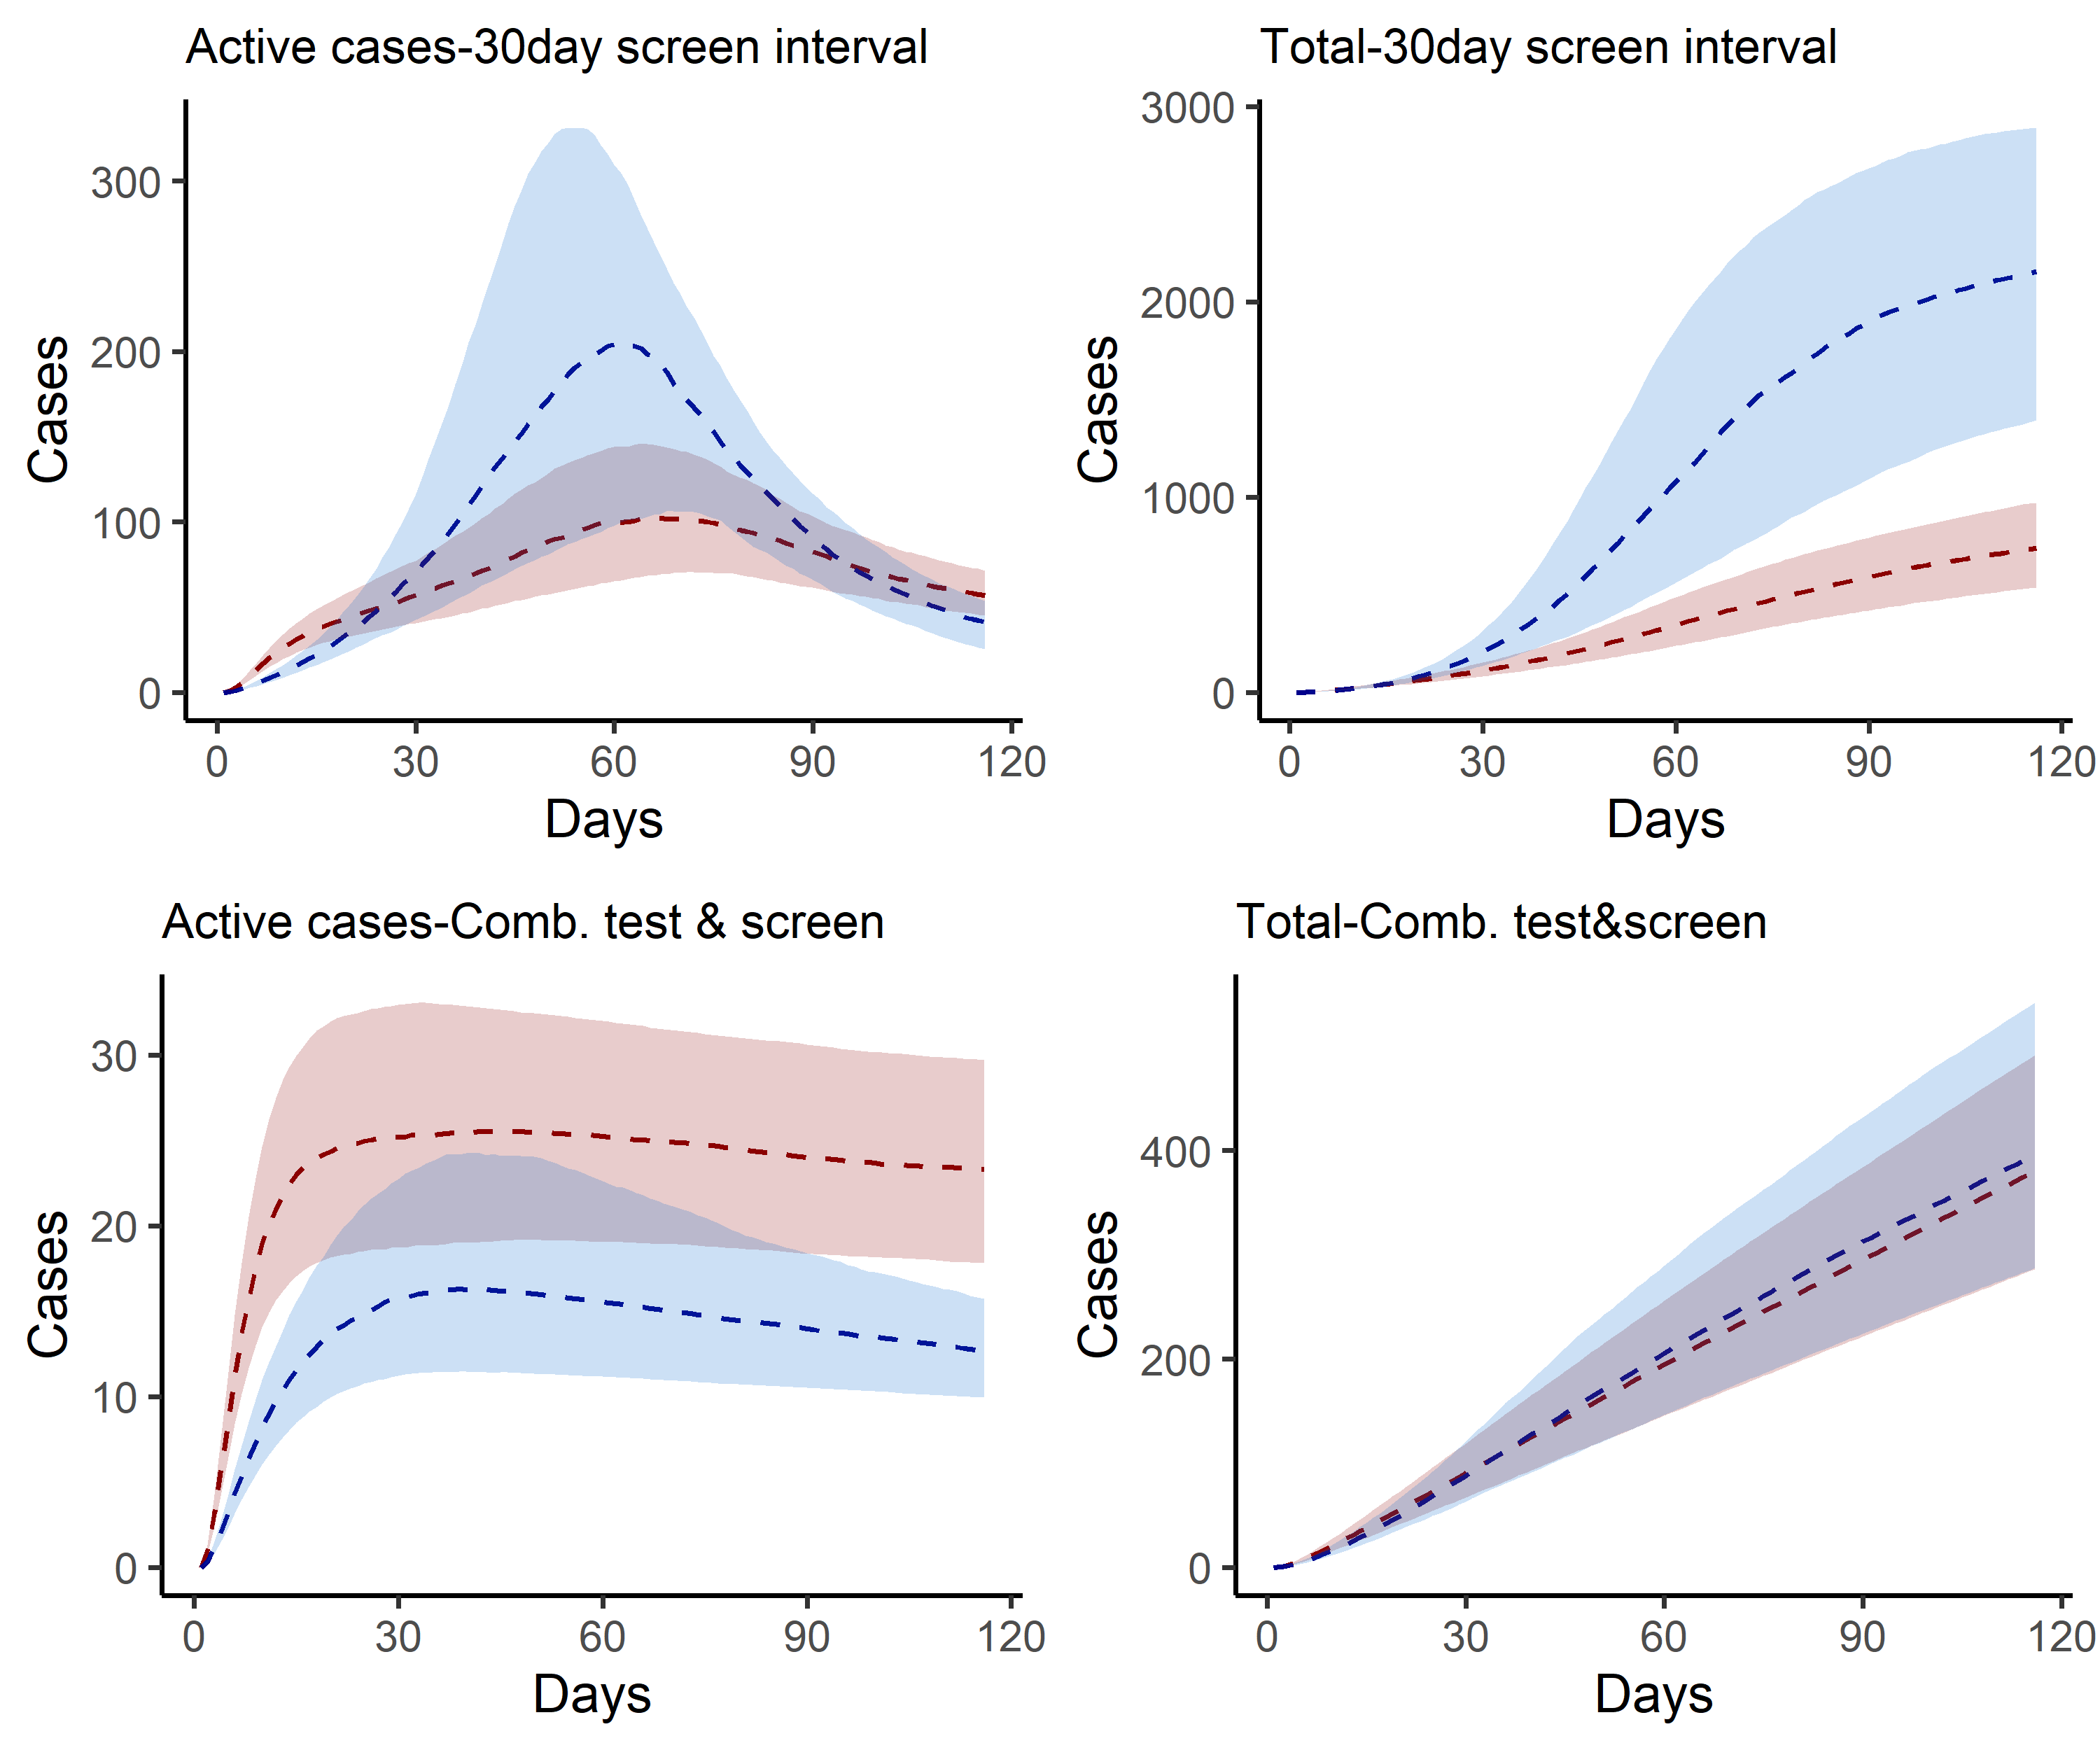 Active cases-30day screen interval
Cases
300
200
100
0
0 30 60 90 120
Days
Total-30day screen interval
Cases
3000
2000
1000
0
0 30 60 90 120
Days
Active cases-Comb. test & screen
Cases
30
20
10
0
0 30 60 90 120
Days
Total-Comb. test&screen
Cases
400
200
0
0 30 60 90 120
Days